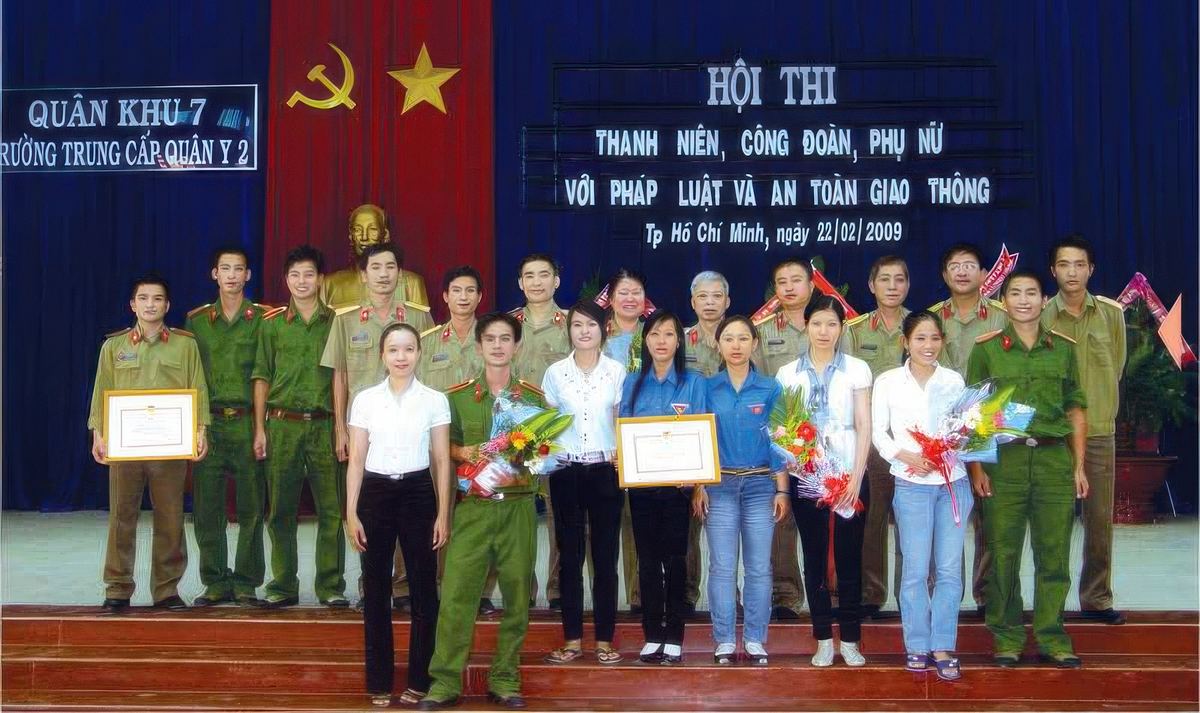 QUÂN KHU 7
RƯỜNG TRUNG CẤP QUÂN Y 2
HỘI THI
THANH NIÊN, CÔNG ĐOÀN, PHỤ NỮ
VỚI PHÁP LUẬT VÀ AN TOÀN GIAO THÔNG
Tp Hồ Chí Minh, ngày 22/02/2009